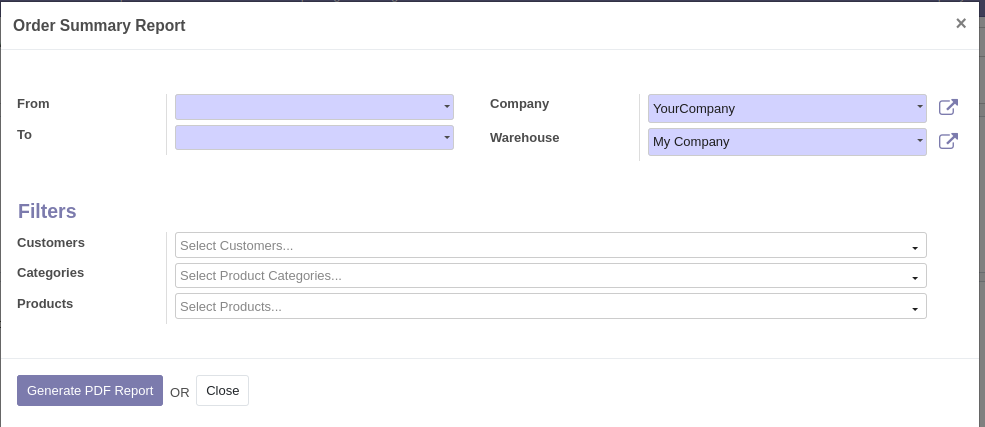 Order Summary Report ×
From
Company YourCompany
To
Warehouse My Company
Filters
Customers Select Customers...
Categories Select Product Categories...
Products Select Products...
Generate PDF Report OR Close